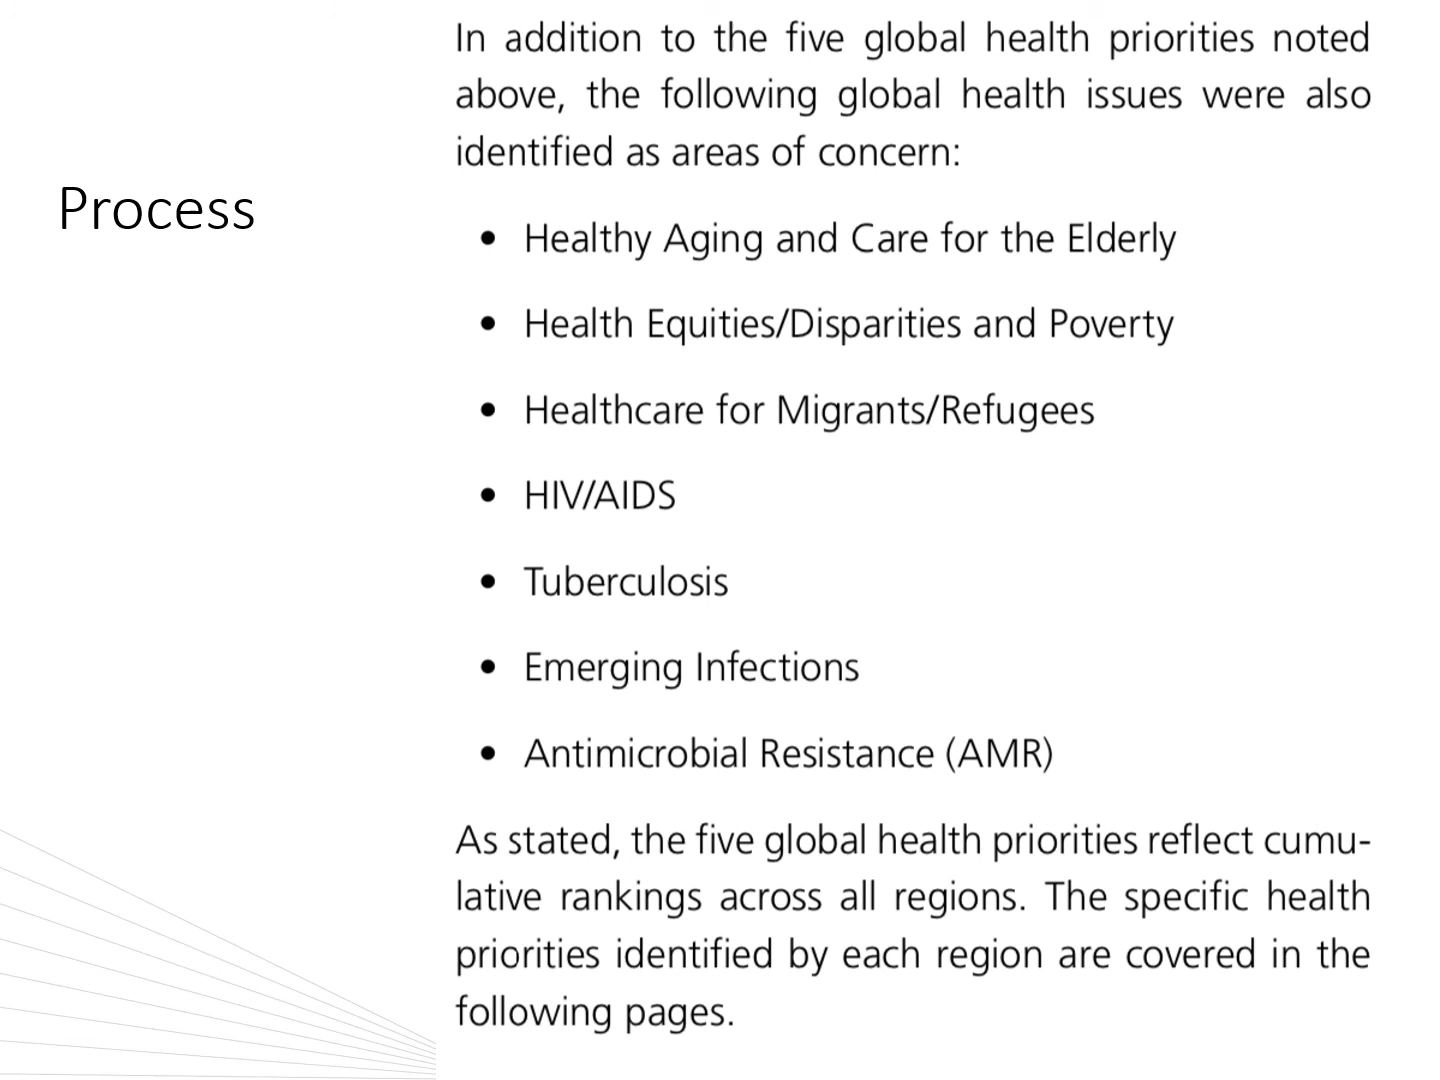 Process
In addition to the five global health priorities noted
above, the following global health issues were also
identified as areas of concern:
• Healthy Aging and Care for the Elderly
• Health Equities/Disparities and Poverty
• Healthcare for Migrants/Refugees
• HIV/AIDS
• Tuberculosis
• Emerging Infections
• Antimicrobial Resistance (AMR)
As stated, the five global health priorities reflect cumu-
lative rankings across all regions. The specific health
priorities identified by each region are covered in the
following pages.